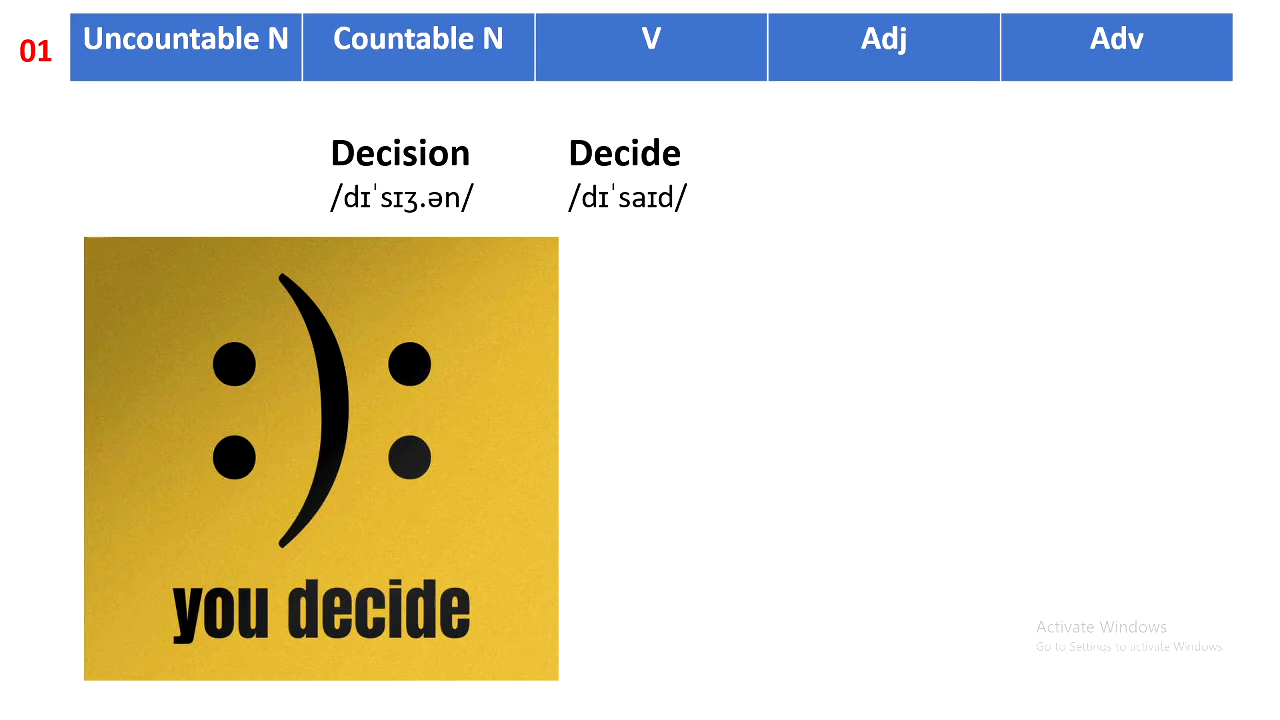 01
Uncountable N Countable N V Adj Adv
Decision Decide
/dɪˈsɪʒ.ən/ /dɪˈsaɪd/
:):
you decide
Activate Windows
Go to Settings to activate Windows.